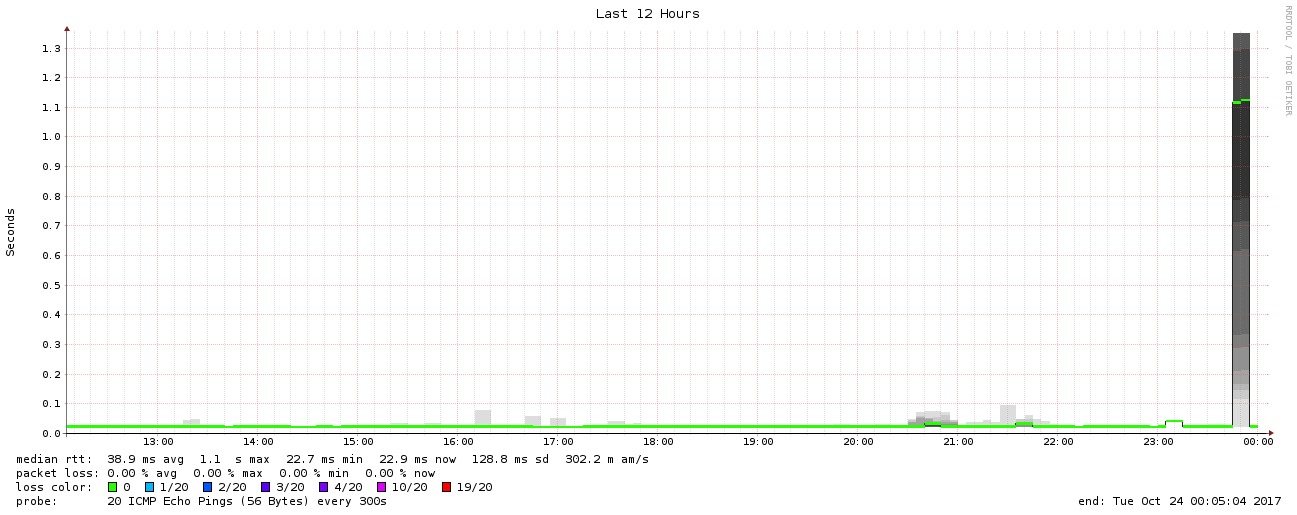 Last 12 Hours
RRDTOOL / TOBI OETIKER
Seconds
1.3
1.2
1.1
1.0
0.9
0.8
0.7
0.6
0.5
0.4
0.3
0.2
0.1
0.0
13:00 14:00 15:00 16:00 17:00 18:00 19:00 20:00 21:00 22:00 23:00 00:00
median rtt: 38.9 ms avg 1.1 s max 22.7 ms min 22.9 ms now 128.8 ms sd 302.2 m am/s
packet loss: 0.00 % avg 0.00 % max 0.00 % min 0.00 % now
loss color: 0 1/20 2/20 3/20 4/20 10/20 19/20
probe: 20 ICMP Echo Pings (56 Bytes) every 300s end: Tue Oct 24 00:05:04 2017